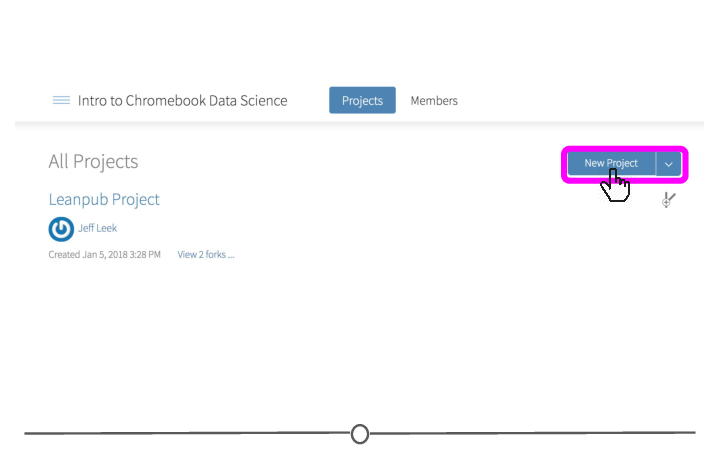 Intro to Chromebook Data Science Projects Members
All Projects New Project
Leanpub Project
Jeff Leek
Created Jan 5, 2018 3:28 PM View 2 forks ...